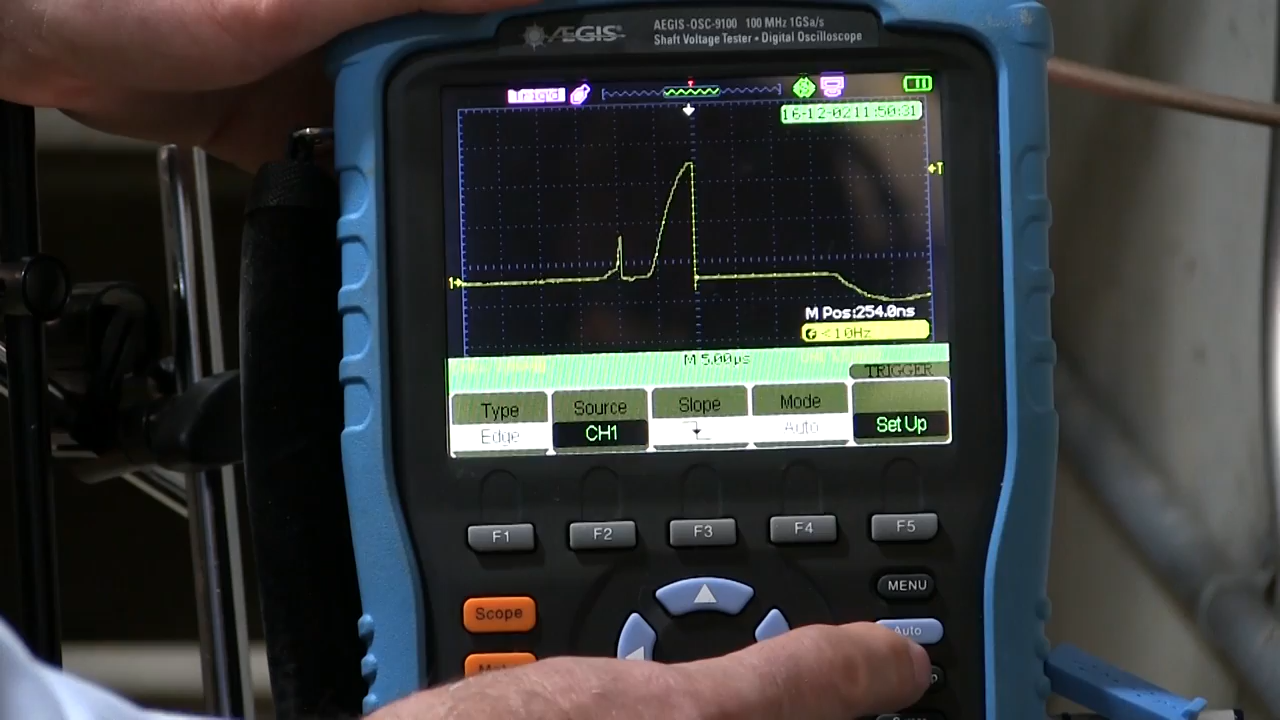 AEGIS
AEGIS-OSC-9100 100 MHz 1GSa/s
Shaft Voltage Tester • Digital Oscilloscope
Trig'd
16-12-02 11:50:31
T
1
M Pos:254.0ns
<10Hz
M 5.00µs
TRIGGER
Type
Source
Slope
Mode
Edge
CH1
Auto
Set Up
F1
F2
F3
F4
F5
MENU
Scope
Auto